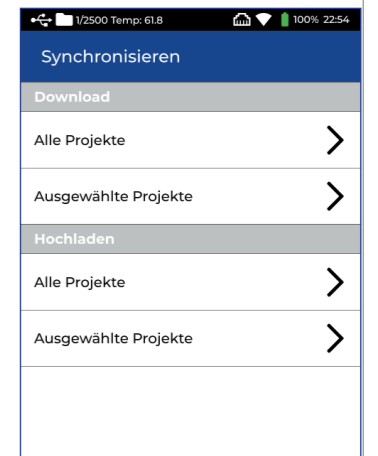 1/2500 Temp: 61.8 100% 22:54
Synchronisieren
Download
Alle Projekte
Ausgewählte Projekte
Hochladen
Alle Projekte
Ausgewählte Projekte